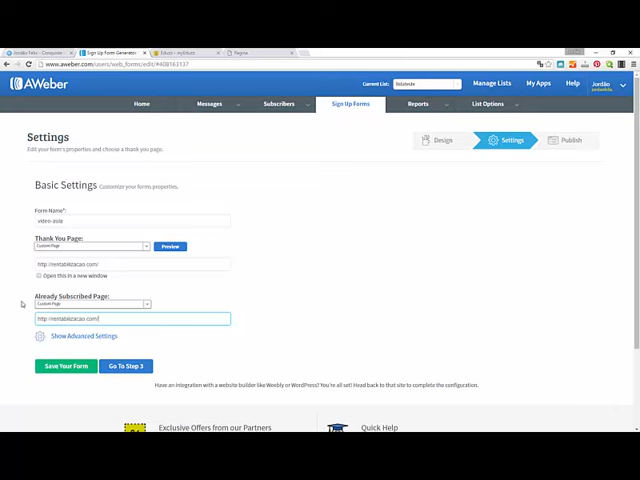 Sign Up Form Generator
Página
www.aweber.com/users/web_forms/edit/#408163137
AWeber
Current List:
listateste
Manage Lists
My Apps
Help
Jordão
Home
Messages
Subscribers
Sign Up Forms
Reports
List Options
Settings
Edit your form's properties and choose a thank you page.
Design
Settings
Publish
Basic Settings Customize your forms properties.
Form Name*:
video-aula
Thank You Page:
Custom Page
Preview
http://rentabilizacao.com/
Open this in a new window
Already Subscribed Page:
Custom Page
http://rentabilizacao.com/
Show Advanced Settings
Save Your Form
Go To Step 3
Have an integration with a website builder like Weebly or WordPress? You're all set! Head back to that site to complete the configuration.
Exclusive Offers from our Partners
Quick Help